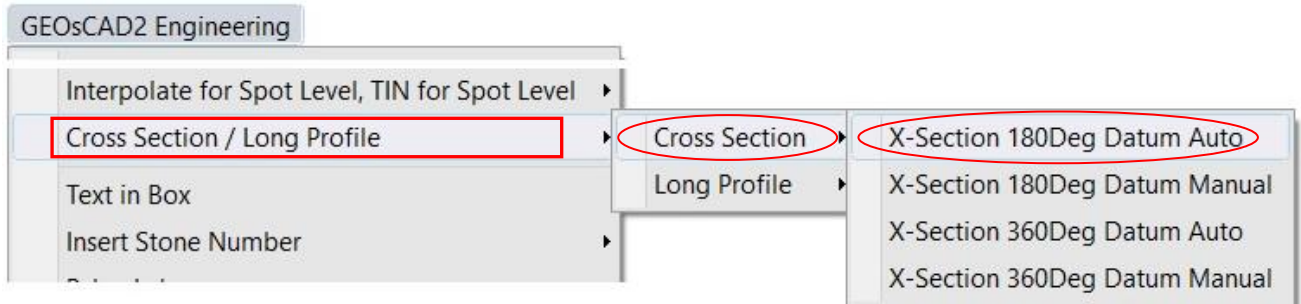 GEOsCAD2 Engineering
Interpolate for Spot Level, TIN for Spot Level
Cross Section / Long Profile
Text in Box
Insert Stone Number
Cross Section
Long Profile
X-Section 180Deg Datum Auto
X-Section 180Deg Datum Manual
X-Section 360Deg Datum Auto
X-Section 360Deg Datum Manual